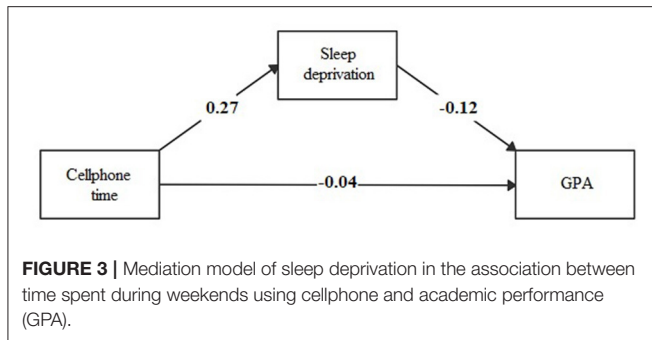 Sleep
deprivation
0.27
-0.12
Cellphone
time
-0.04
GPA
FIGURE 3 | Mediation model of sleep deprivation in the association between
time spent during weekends using cellphone and academic performance
(GPA).